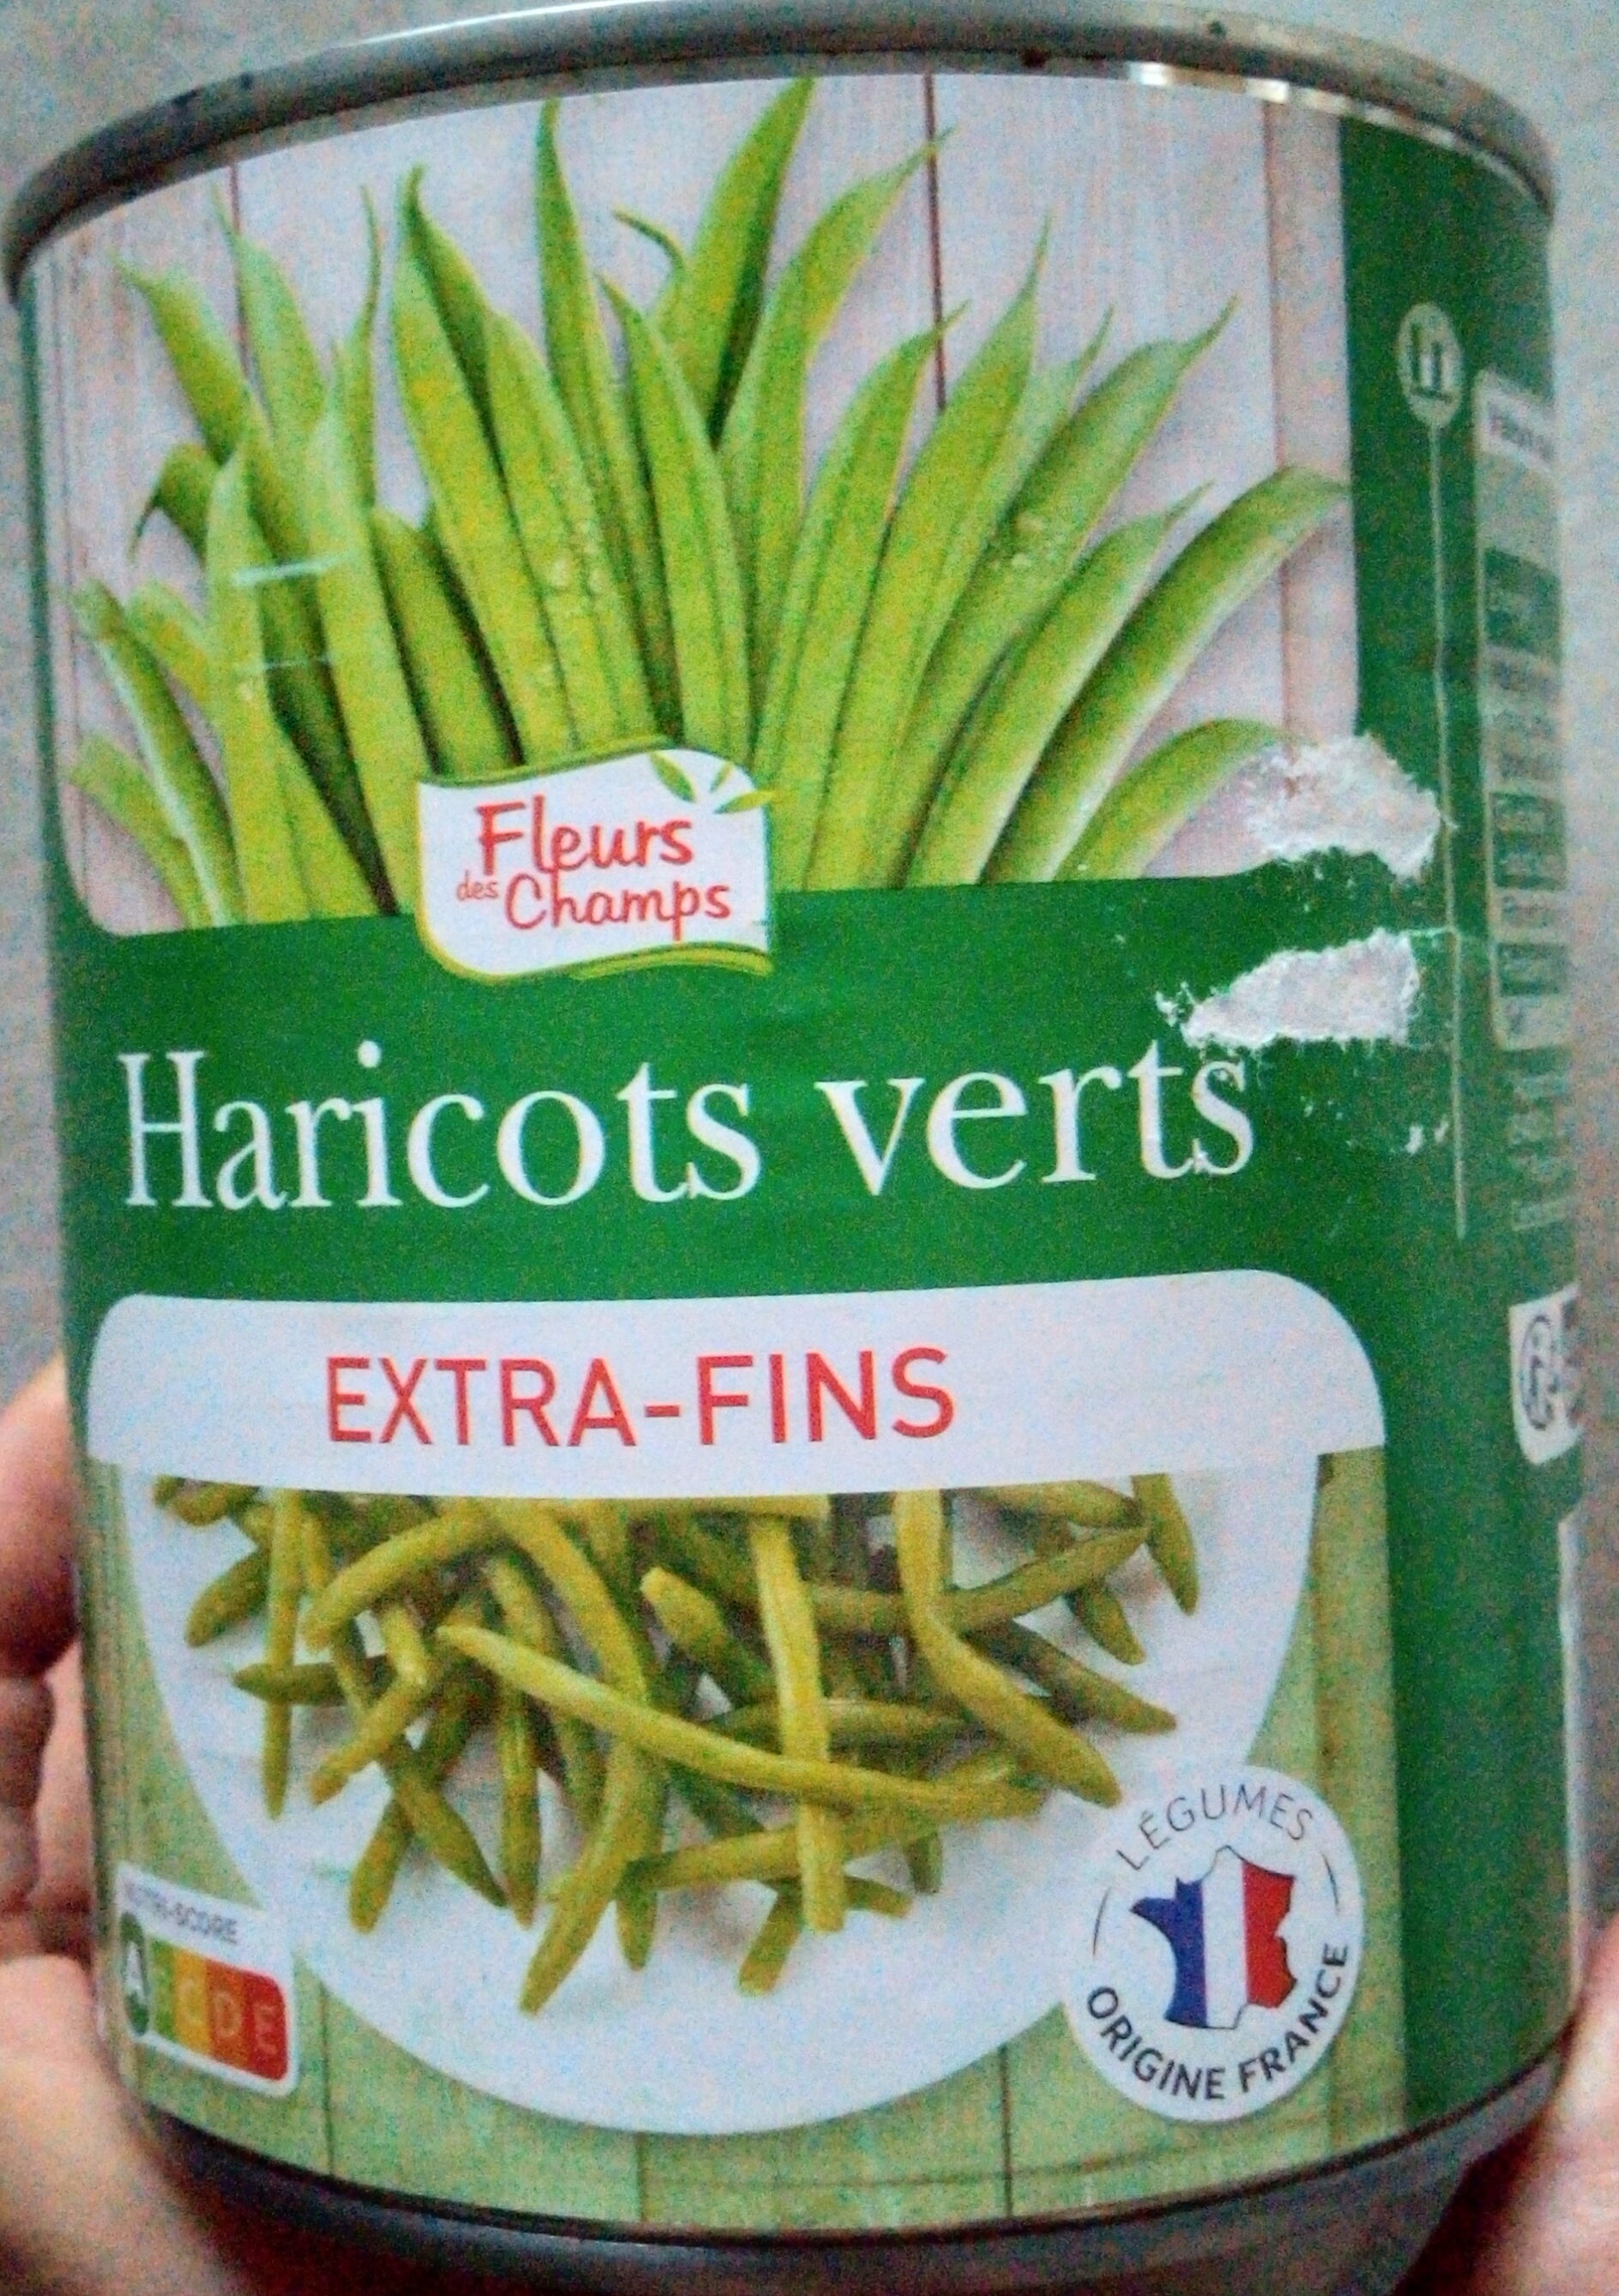 Fleurs
des Champs
Haricots verts
EXTRA-FINS
LÉGUMES
ORIGINE FRANCE
NUTRI-SCORE
A B C D E